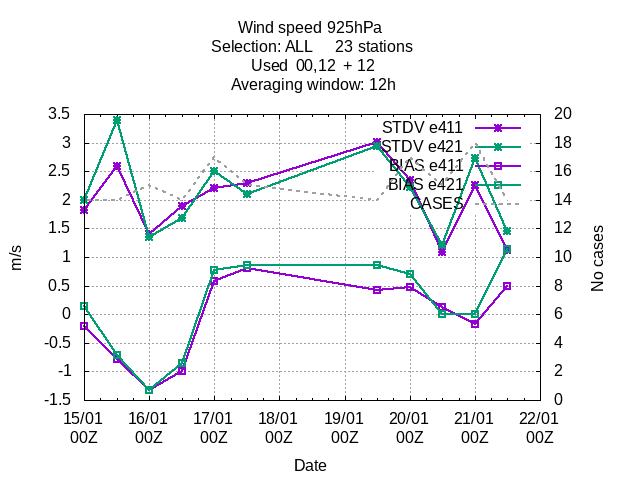 Wind speed 925hPa
Selection: ALL 23 stations
Used 00,12 + 12
Averaging window: 12h
3.5
3
2.5
2
1.5
1
0.5
0
-0.5
-1
-1.5
m/s
20
18
16
14
12
10
8
6
4
2
0
No cases
STDV e411
STDV e421
BIAS e411
BIAS e421
CASES
15/01 16/01 17/01 18/01 19/01 20/01 21/01 22/01
00Z 00Z 00Z 00Z 00Z 00Z 00Z 00Z
Date